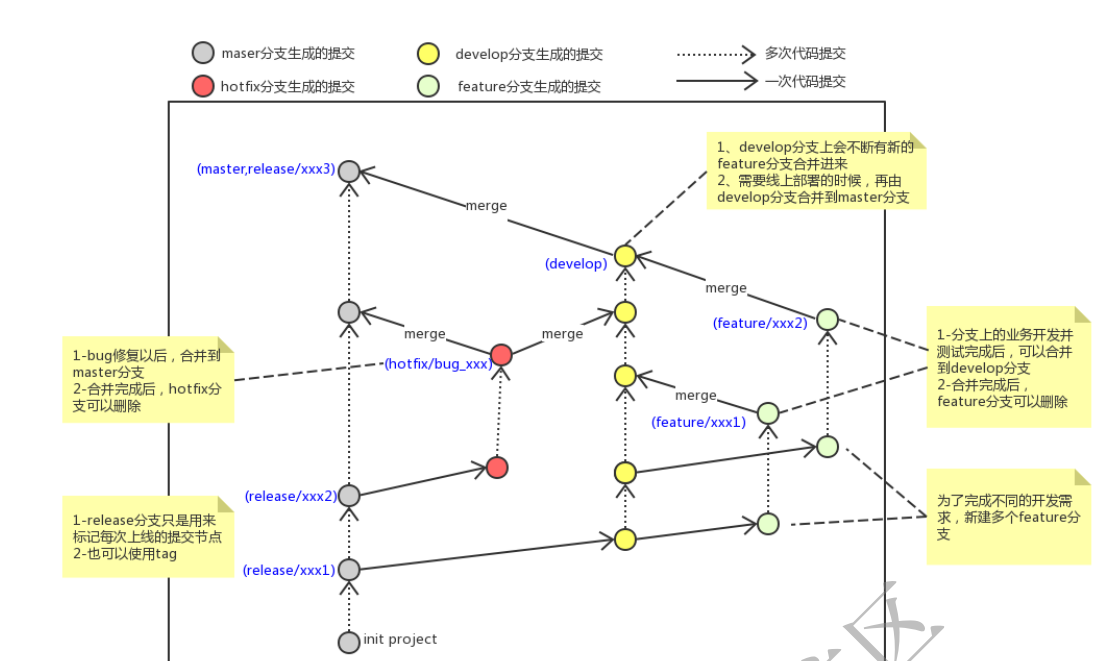 maser分支生成的提交
develop分支生成的提交
多次代码提交
hotfix分支生成的提交
feature分支生成的提交
一次代码提交
1、develop分支上会不断有新的
feature分支合并进来
2、需要线上部署的时候，再由
develop分支合并到master分支
(master,release/xxx3)
merge
(develop)
merge
(feature/xxx2)
merge
merge
1-bug修复以后，合并到
master分支
2-合并完成后，hotfix分
支可以删除
(hotfix/bug_xxx)
1-分支上的业务开发并
测试完成后，可以合并
到develop分支
2-合并完成后，
feature分支可以删除
merge
(feature/xxx1)
(release/xxx2)
1-release分支只是用来
标记每次上线的提交节点
2-也可以使用tag
为了完成不同的开发需
求，新建多个feature分
支
(release/xxx1)
init project